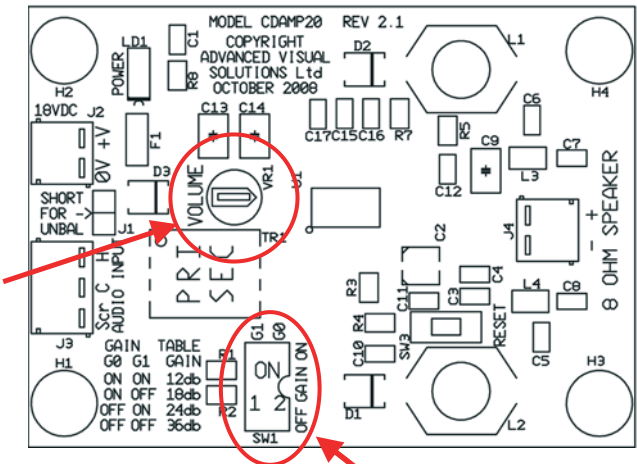 MODEL CDAMP20 REV 2.1
COPYRIGHT
ADVANCED VISUAL
SOLUTIONS Ltd
OCTOBER 2008
H2
LD1
POWER
C1
R8
D2
L1
H4
18VDC J2
0V +V
F1
C13 C14
C17 C15 C16 R7
R5
C6
C9
C7
C12
L3
D3
VOLUME
VR1
SHORT
FOR ->
UNBAL
J1
TR1
PRI
SEC
C2
J4
+
-
8 OHM SPEAKER
Scr C H
AUDIO INPUT
J3
R3
C11
C3
C4
L4
C8
R4
SW3
RESET
C10
C5
H1
GAIN TABLE
G0 G1 GAIN
ON ON 12db
ON OFF 18db
OFF ON 24db
OFF OFF 36db
R1
R2
G1 G0
ON
1 2
OFF GAIN ON
SW1
D1
L2
H3